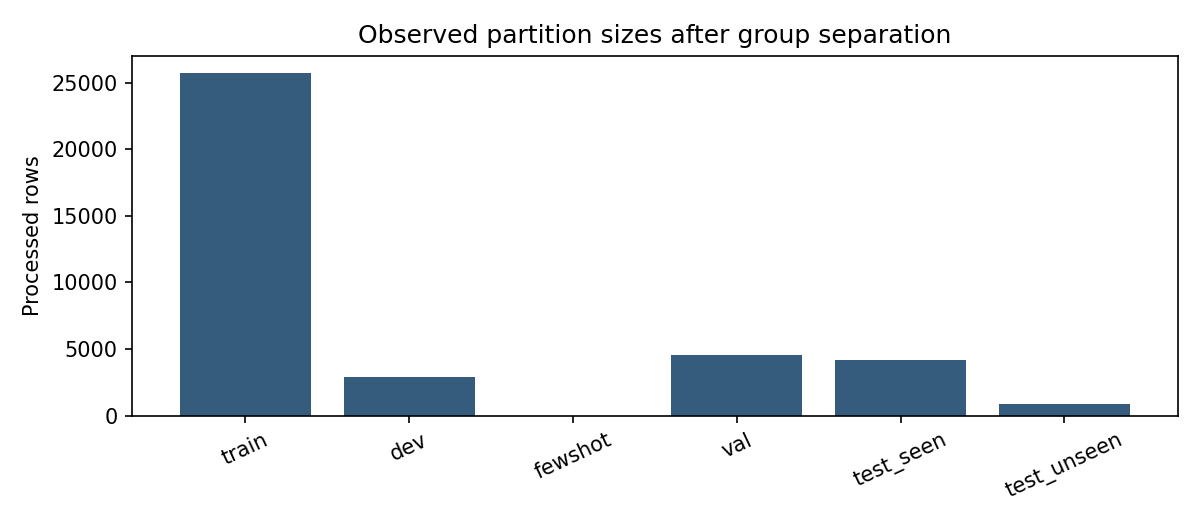 Observed partition sizes after group separation
Processed rows
25000
20000
15000
10000
5000
0
train
dev
fewshot
val
test_seen
test_unseen